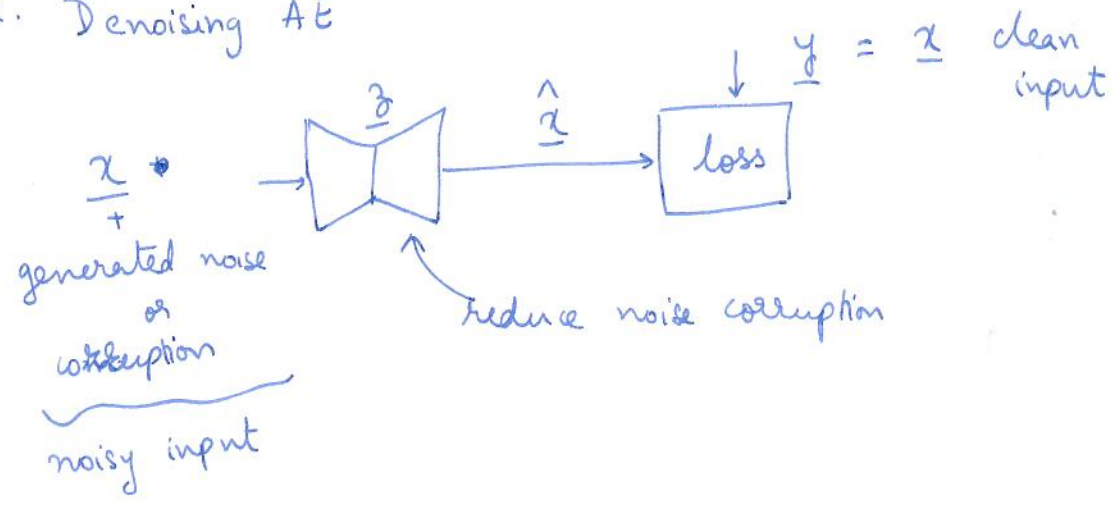 Denoising AE
y = x clean
input
z
x̂
loss
x
+
generated noise
or
corruption
noisy input
reduce noise corruption